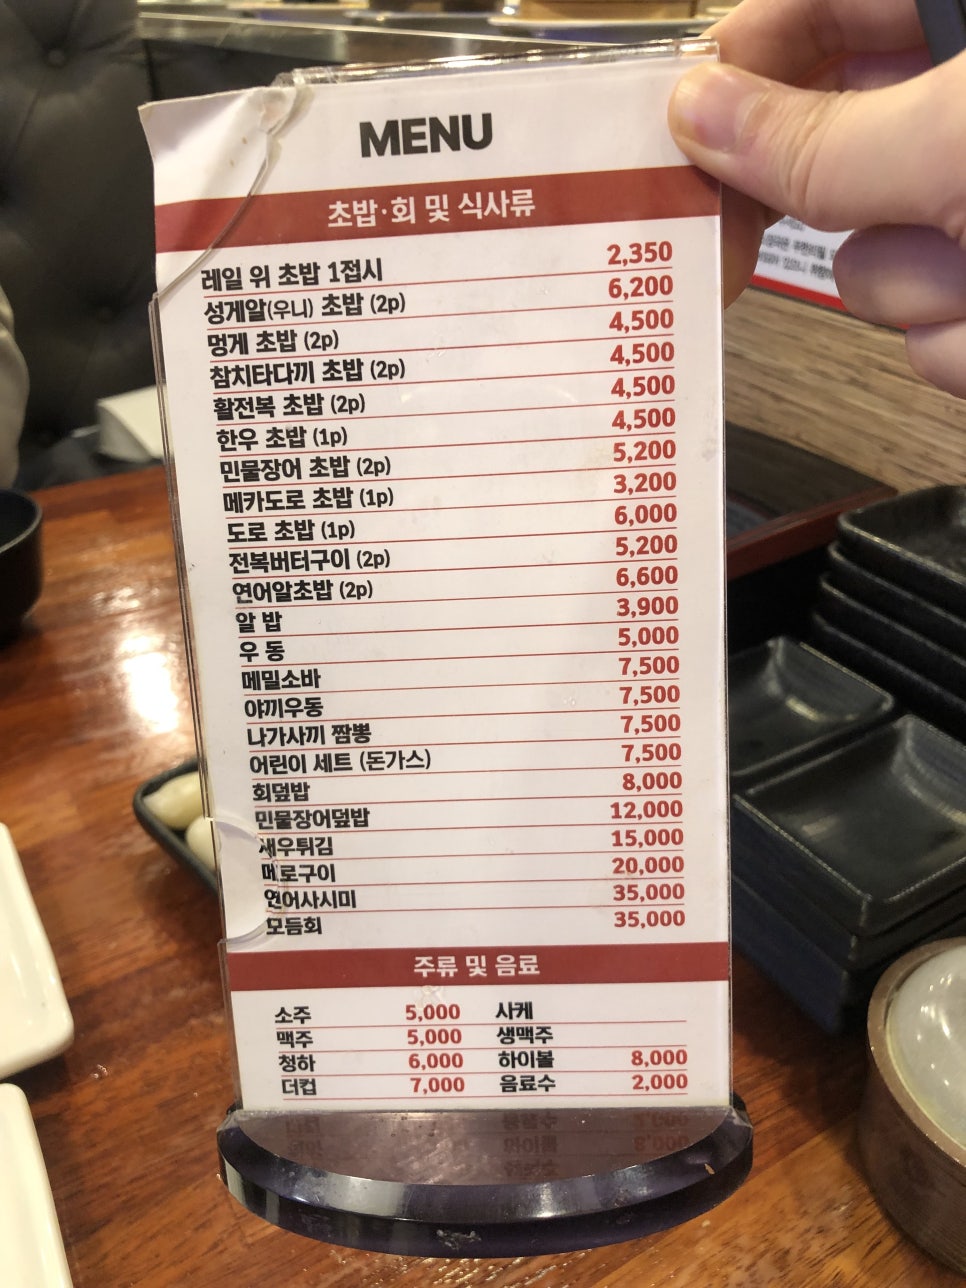 MENU
초밥·회 및 식사류
레일 위 초밥 1접시 2,350
성게알(우니) 초밥 (2p) 6,200
멍게 초밥 (2p) 4,500
참치타다끼 초밥 (2p) 4,500
활전복 초밥 (2p) 4,500
한우 초밥 (1p) 4,500
민물장어 초밥 (2p) 5,200
메카도로 초밥 (1p) 3,200
도로 초밥 (1p) 6,000
전복버터구이 (2p) 5,200
연어알초밥 (2p) 6,600
알 밥 3,900
우 동 5,000
메밀소바 7,500
야끼우동 7,500
나가사끼 짬뽕 7,500
어린이 세트 (돈가스) 7,500
회덮밥 8,000
민물장어덮밥 12,000
새우튀김 15,000
메로구이 20,000
연어사시미 35,000
모듬회 35,000
주류 및 음료
소주 5,000 사케
맥주 5,000 생맥주
청하 6,000 하이볼 8,000
더컵 7,000 음료수 2,000